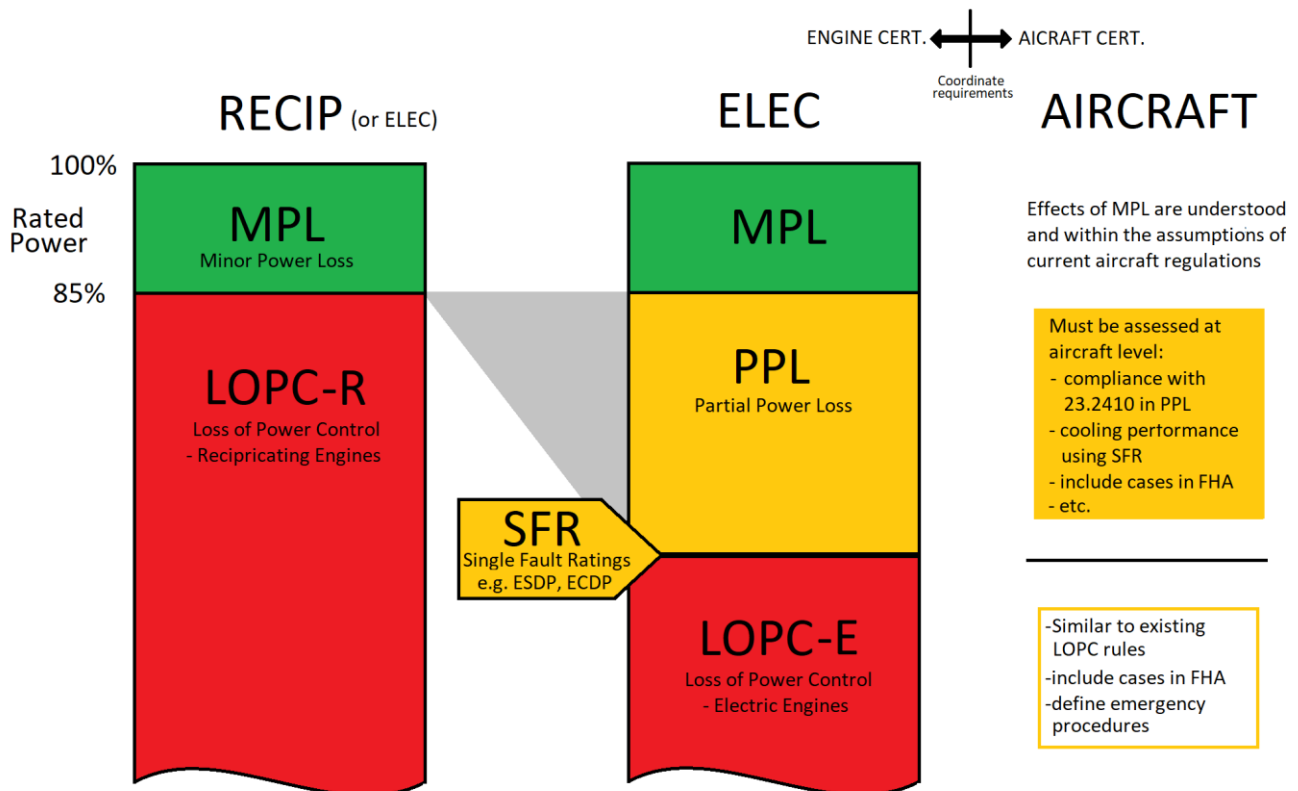 ENGINE CERT.
AICRAFT CERT.
Coordinate
requirements
RECIP (or ELEC)
ELEC
AIRCRAFT
100%
Rated
Power
85%
MPL
Minor Power Loss
LOPC-R
Loss of Power Control
- Recipricating Engines
SFR
Single Fault Ratings
e.g. ESDP, ECDP
MPL
PPL
Partial Power Loss
LOPC-E
Loss of Power Control
- Electric Engines
Effects of MPL are understood
and within the assumptions of
current aircraft regulations
Must be assessed at
aircraft level:
- compliance with
23.2410 in PPL
- cooling performance
using SFR
- include cases in FHA
- etc.
-Similar to existing
LOPC rules
-include cases in FHA
-define emergency
procedures